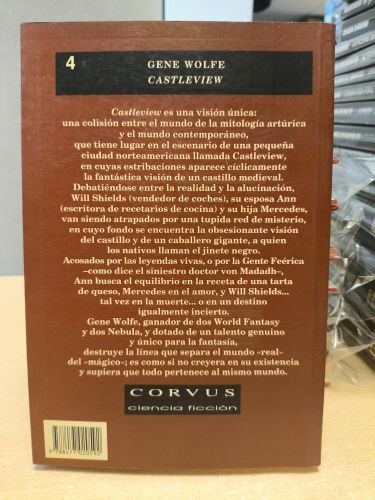 4
GENE WOLFE
CASTLEVIEW
Castleview es una visión única:
una colisión entre el mundo de la mitología artúrica
y el mundo contemporáneo,
que tiene lugar en el escenario de una pequeña
ciudad norteamericana llamada Castleview,
en cuyas estribaciones aparece cíclicamente
la fantástica visión de un castillo medieval.
Debatiéndose entre la realidad y la alucinación,
Will Shields (vendedor de coches), su esposa Ann
(escritora de recetarios de cocina) y su hija Mercedes,
van siendo atrapados por una tupida red de misterio,
en cuyo fondo se encuentra la obsesionante visión
del castillo y de un caballero gigante, a quien
los nativos llaman el jinete negro.
Acosados por las leyendas vivas, o por la Gente Feérica
–como dice el siniestro doctor von Madadh–,
Ann busca el equilibrio en la receta de una tarta
de queso, Mercedes en el amor, y Will Shields...
tal vez en la muerte... o en un destino
igualmente incierto.
Gene Wolfe, ganador de dos World Fantasy
y dos Nebula, y dotado de un talento genuino
y único para la fantasía,
destruye la línea que separa el mundo «real»
del «mágico»; es como si no creyera en su existencia
y supiera que todo pertenece al mismo mundo.
CORVUS
ciencia ficción
9 788477 020592